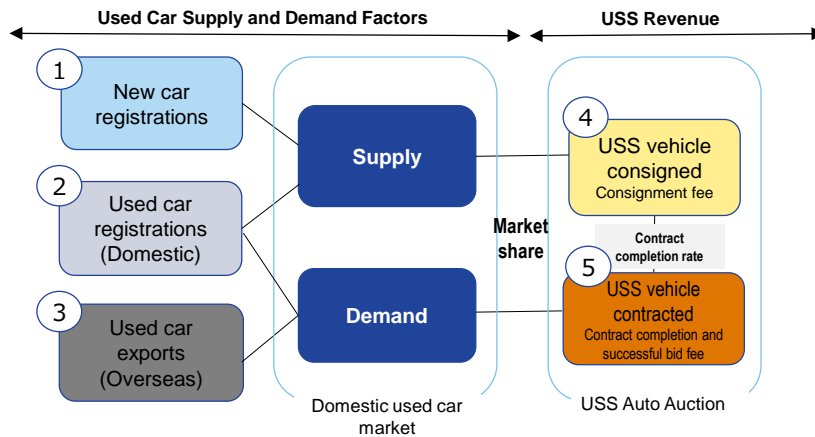 Used Car Supply and Demand Factors
USS Revenue
1
New car
registrations
2
Used car
registrations
(Domestic)
3
Used car
exports
(Overseas)
Supply
Demand
Domestic used car
market
Market
share
4
USS vehicle
consigned
Consignment fee
Contract
completion rate
5
USS vehicle
contracted
Contract completion and
successful bid fee
USS Auto Auction